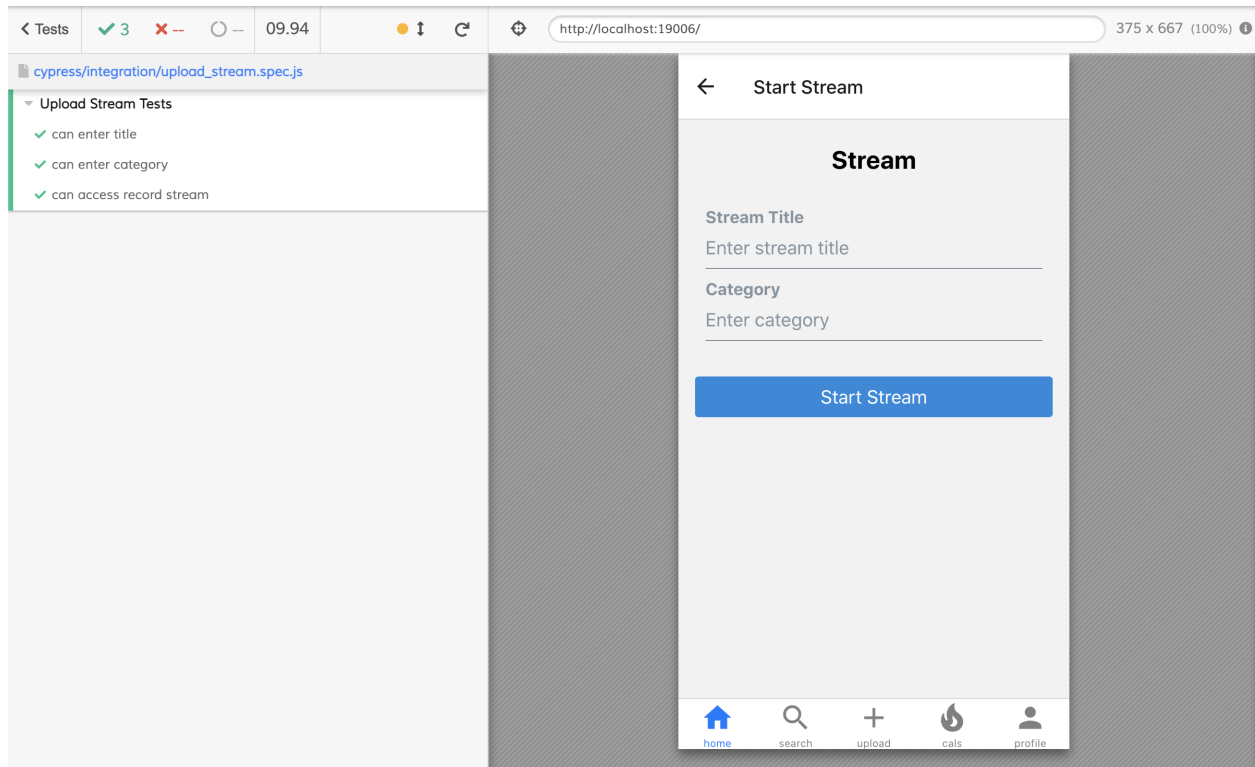 Tests 3 -- -- 09.94 http://localhost:19006/ 375 x 667 (100%)
cypress/integration/upload_stream.spec.js
Upload Stream Tests
can enter title
can enter category
can access record stream
Start Stream
Stream
Stream Title
Enter stream title
Category
Enter category
Start Stream
home search upload cals profile